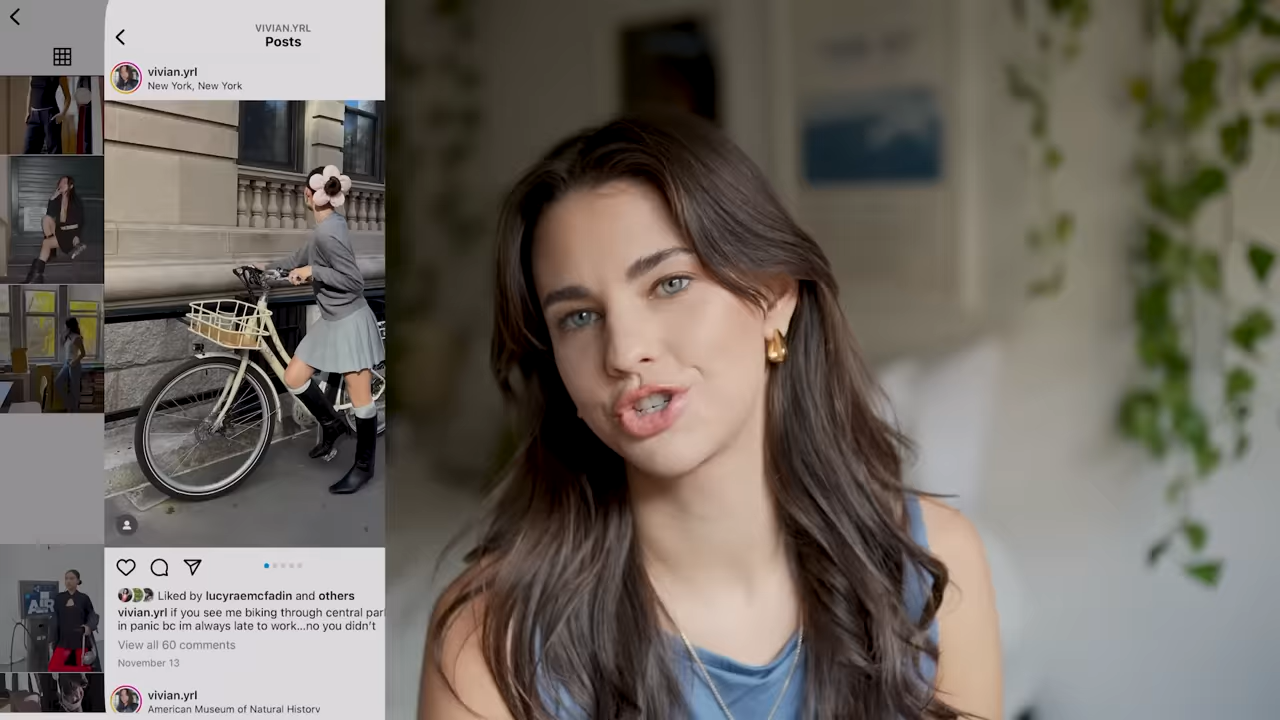 VIVIAN.YRL
Posts
vivian.yrl
New York, New York
Liked by lucyraemcfadin and others
vivian.yrl if you see me biking through central par
in panic bc im always late to work...no you didn't
View all 60 comments
November 13
vivian.yrl
American Museum of Natural History
AIR